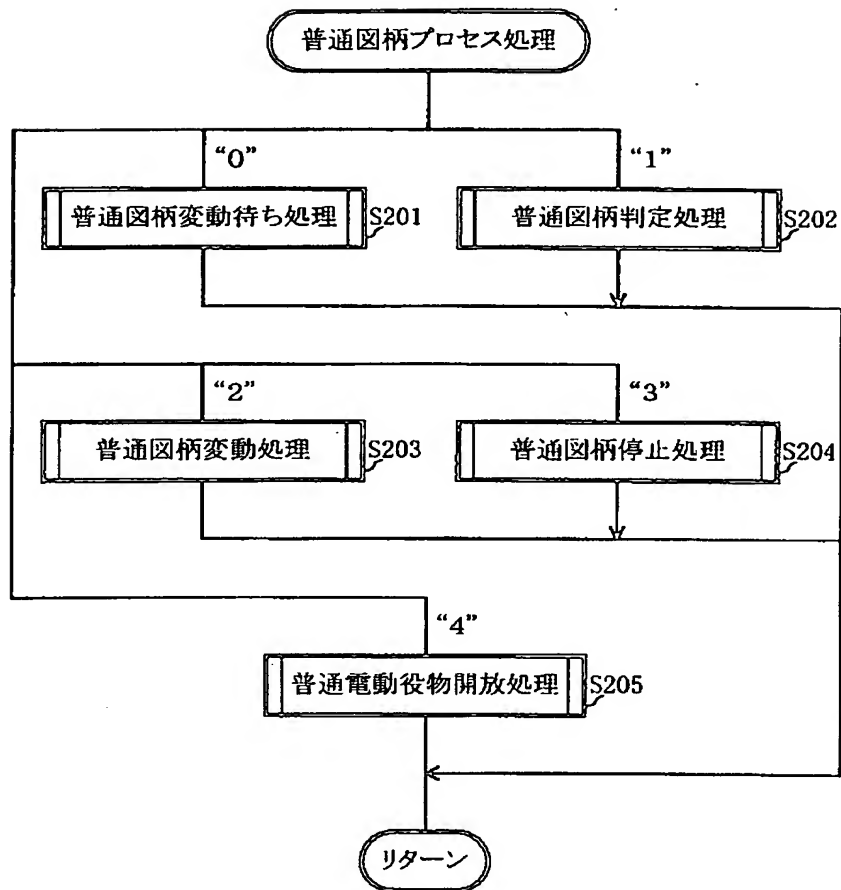 普通図柄プロセス処理
“0”
“1”
普通図柄変動待ち処理
S201
普通図柄判定処理
S202
“2”
“3”
普通図柄変動処理
S203
普通図柄停止処理
S204
“4”
普通電動役物開放処理
S205
リターン